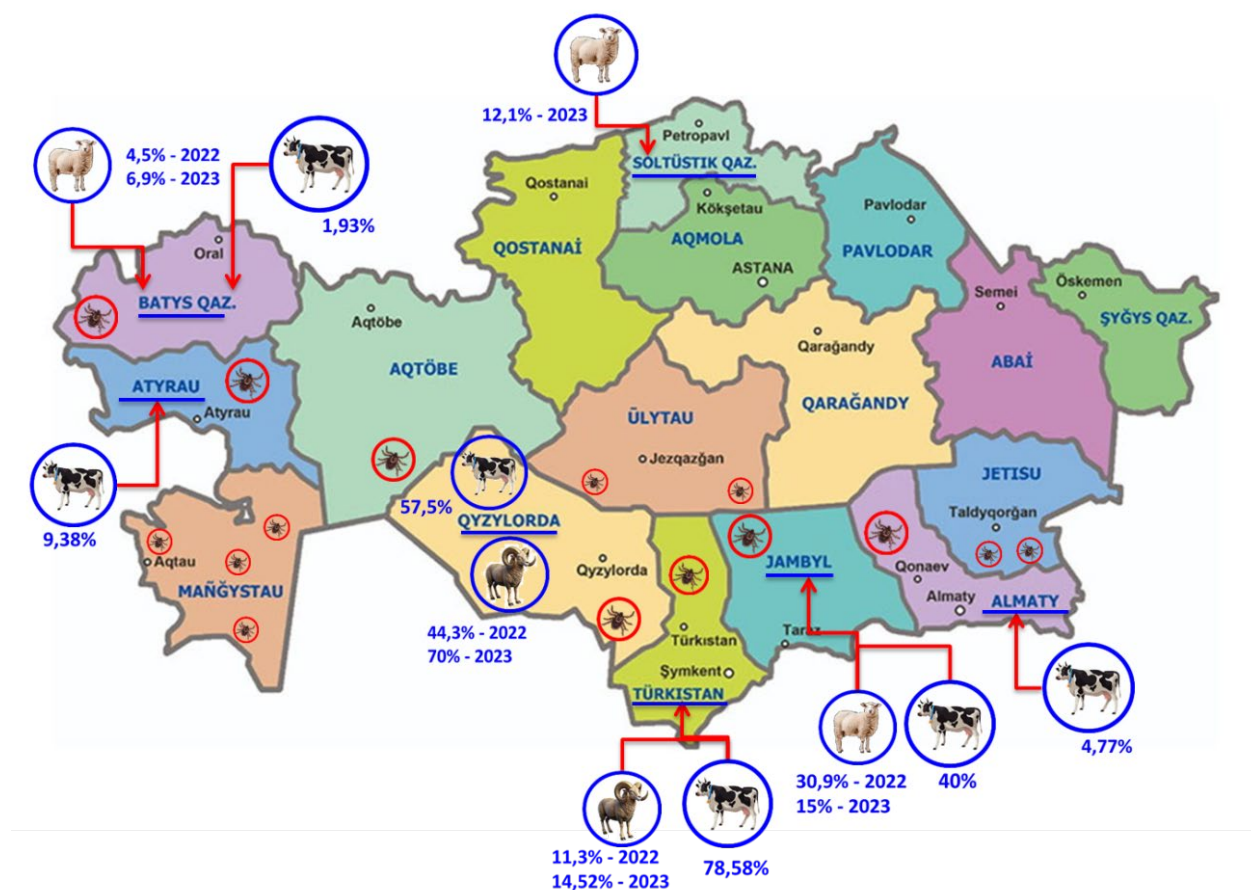 12,1% - 2023
Petropavl
SOLTÜSTIK QAZ.
4,5% - 2022
6,9% - 2023
1,93%
Qostanai
Kökşetau
Pavlodar
QOSTANAİ
AQMOLA
PAVLODAR
Oral
ASTANA
Semei
Öskemen
BATYS QAZ.
Aqtöbe
ŞYĞYS QAZ.
Qarağandy
ABAİ
AQTÖBE
ATYRAU
Atyrau
ÜLYTAU
QARAĞANDY
Jezqazğan
JETISU
57,5%
QYZYLORDA
Taldyqorğan
9,38%
Aqtau
Qyzylorda
JAMBYL
Qonaev
MAÑĞYSTAU
Almaty
ALMATY
44,3% - 2022
70% - 2023
Türkıstan
Taraz
Şymkent
TÜRKISTAN
4,77%
30,9% - 2022
15% - 2023
40%
11,3% - 2022
14,52% - 2023
78,58%